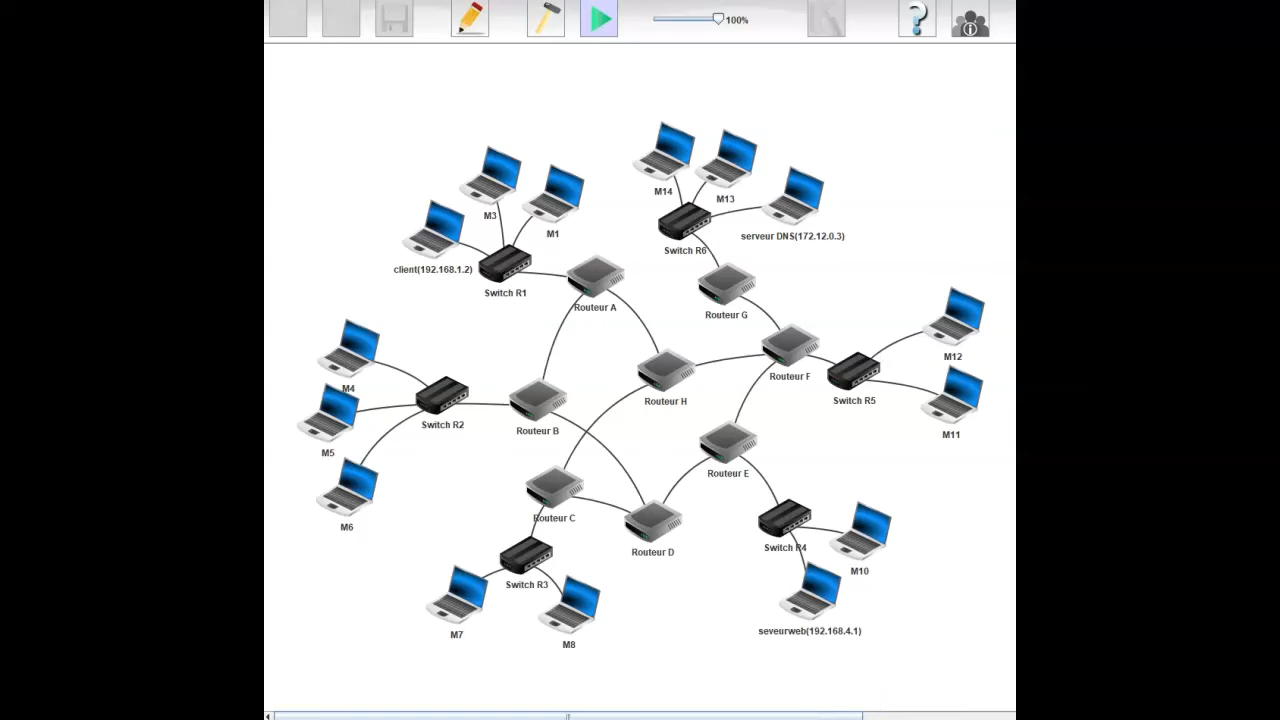 100%
M14
M13
M3
M1
serveur DNS(172.12.0.3)
Switch R6
client(192.168.1.2)
Switch R1
Routeur A
Routeur G
M12
Routeur F
M4
Routeur H
Switch R5
Switch R2
Routeur B
M11
M5
Routeur E
Routeur C
M6
Switch R4
Routeur D
M10
Switch R3
seveurweb(192.168.4.1)
M7
M8